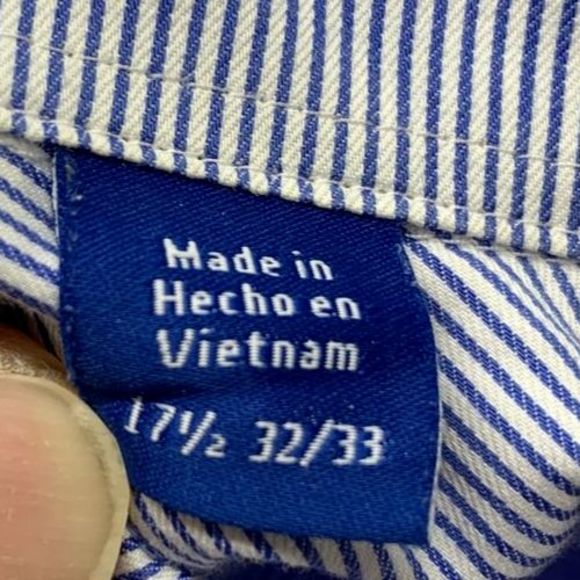 Made in
Hecho en
Vietnam
17½ 32/33